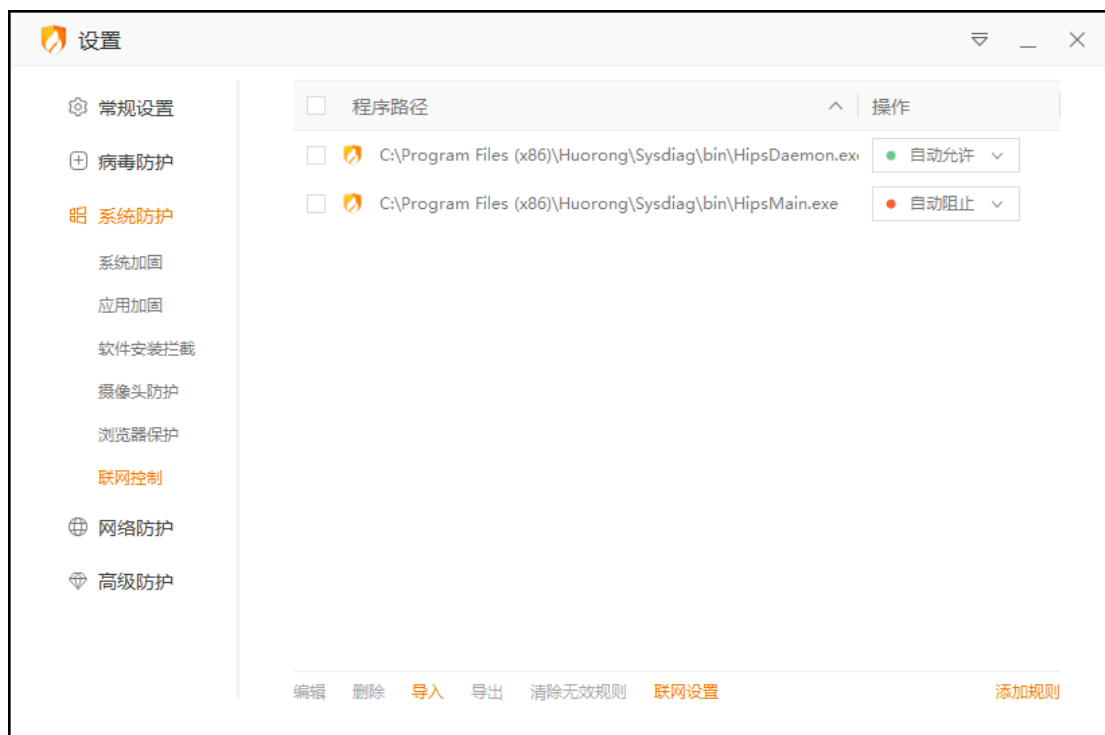 设置
常规设置
病毒防护
系统防护
系统加固
应用加固
软件安装拦截
摄像头防护
浏览器保护
联网控制
网络防护
高级防护
程序路径 操作
C:\Program Files (x86)\Huorong\Sysdiag\bin\HipsDaemon.ex 自动允许
C:\Program Files (x86)\Huorong\Sysdiag\bin\HipsMain.exe 自动阻止
编辑 删除 导入 导出 清除无效规则 联网设置 添加规则